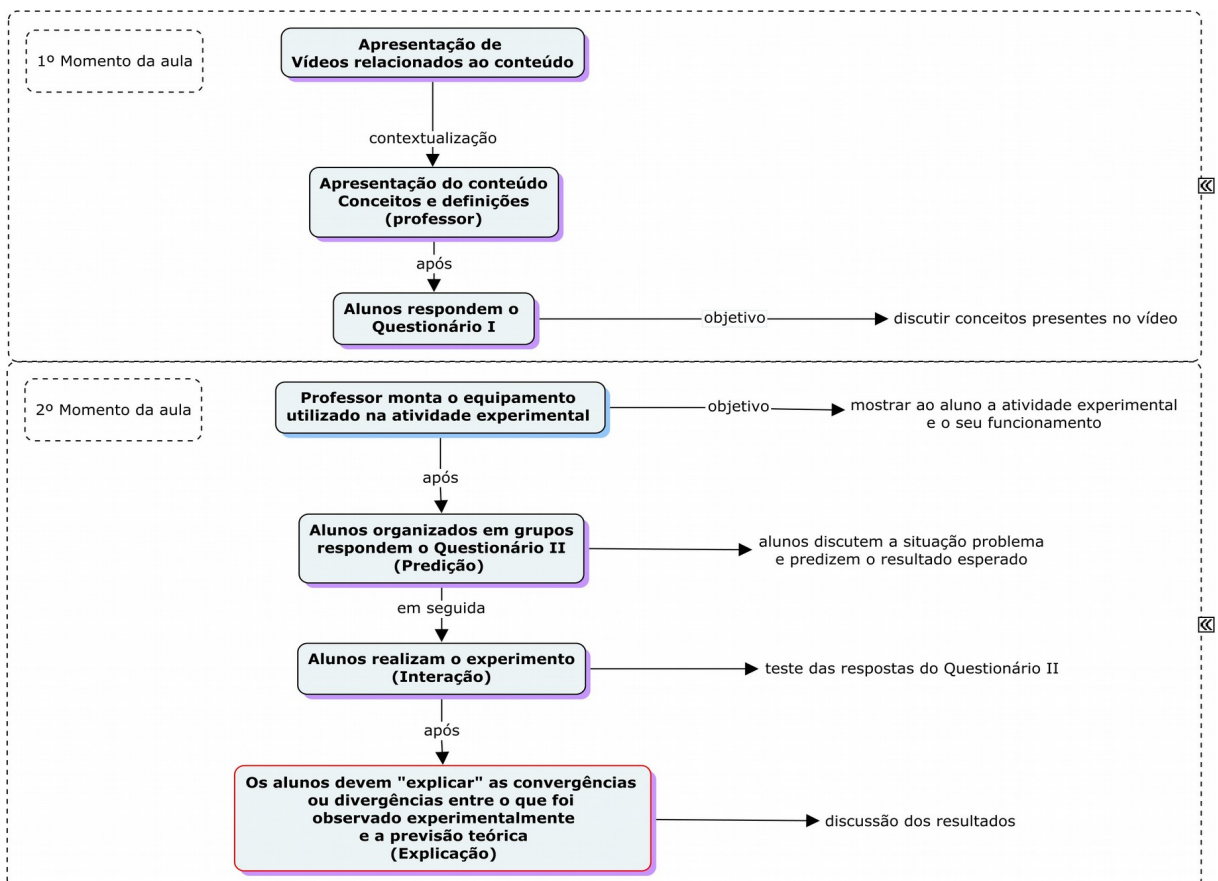 1º Momento da aula
Apresentação de
Vídeos relacionados ao conteúdo
contextualização
Apresentação do conteúdo
Conceitos e definições
(professor)
após
Alunos respondem o
Questionário I
objetivo
discutir conceitos presentes no vídeo
2º Momento da aula
Professor monta o equipamento
utilizado na atividade experimental
objetivo
mostrar ao aluno a atividade experimental
e o seu funcionamento
após
Alunos organizados em grupos
respondem o Questionário II
(Predição)
alunos discutem a situação problema
e predizem o resultado esperado
em seguida
Alunos realizam o experimento
(Interação)
teste das respostas do Questionário II
após
Os alunos devem "explicar" as convergências
ou divergências entre o que foi
observado experimentalmente
e a previsão teórica
(Explicação)
discussão dos resultados